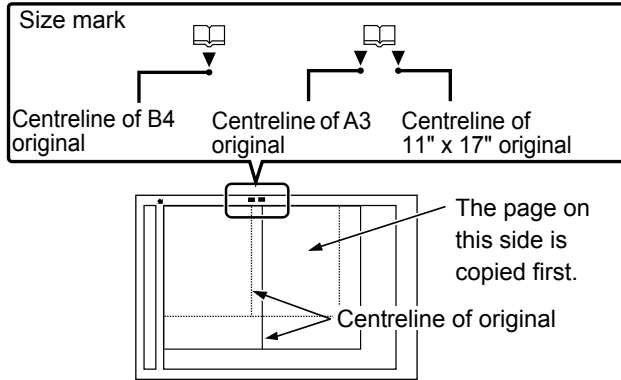 Size mark
Centreline of B4
original
Centreline of A3
original
Centreline of
11" x 17" original
The page on
this side is
copied first.
Centreline of original